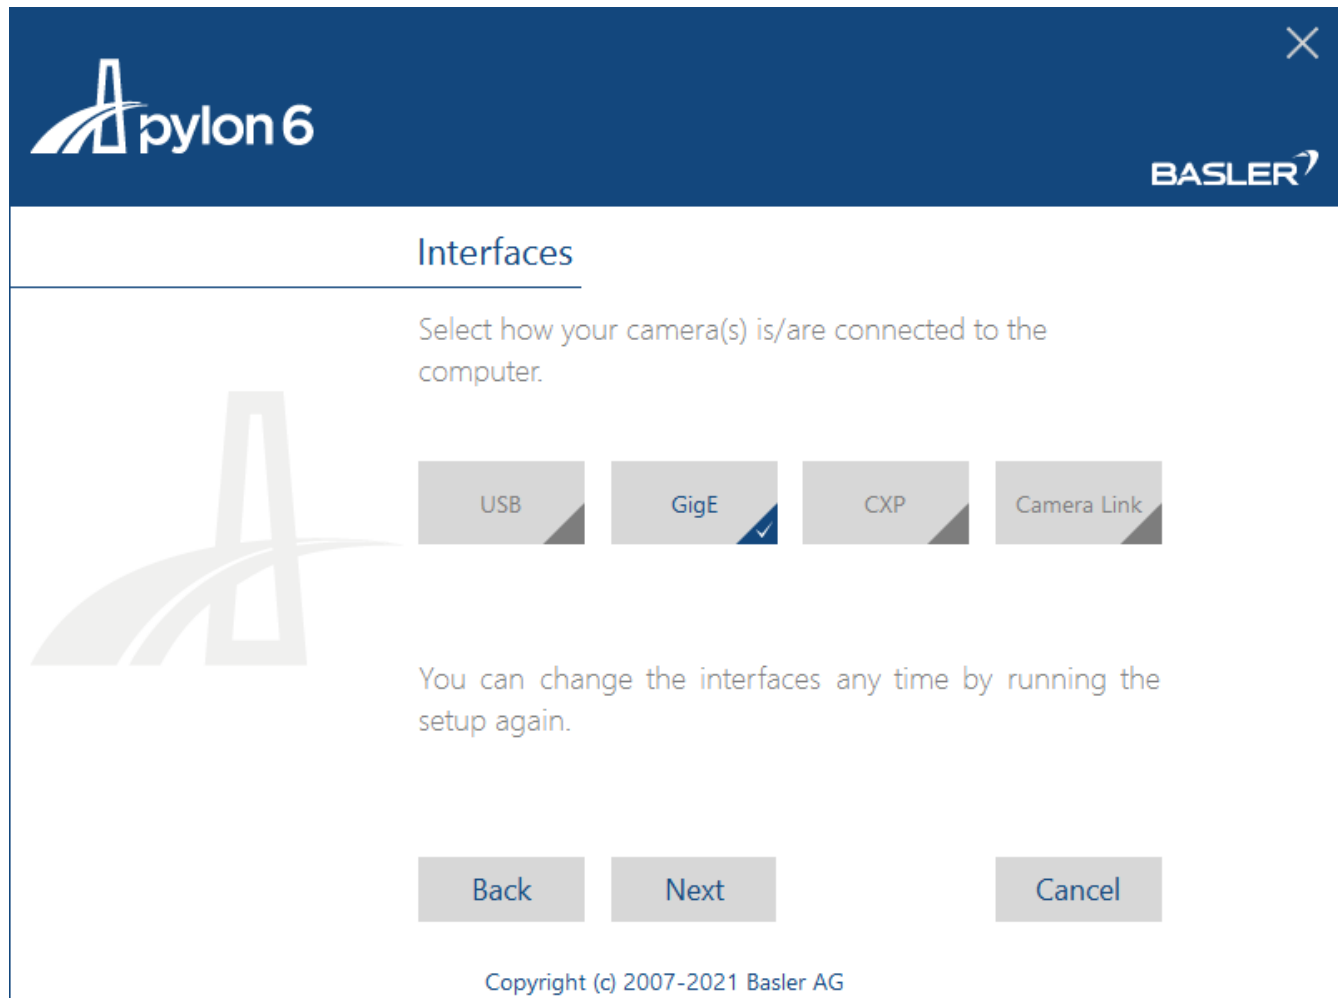 pylon 6
BASLER
Interfaces
Select how your camera(s) is/are connected to the
computer.
USB
GigE
CXP
Camera Link
You can change the interfaces any time by running the
setup again.
Back
Next
Cancel
Copyright (c) 2007-2021 Basler AG